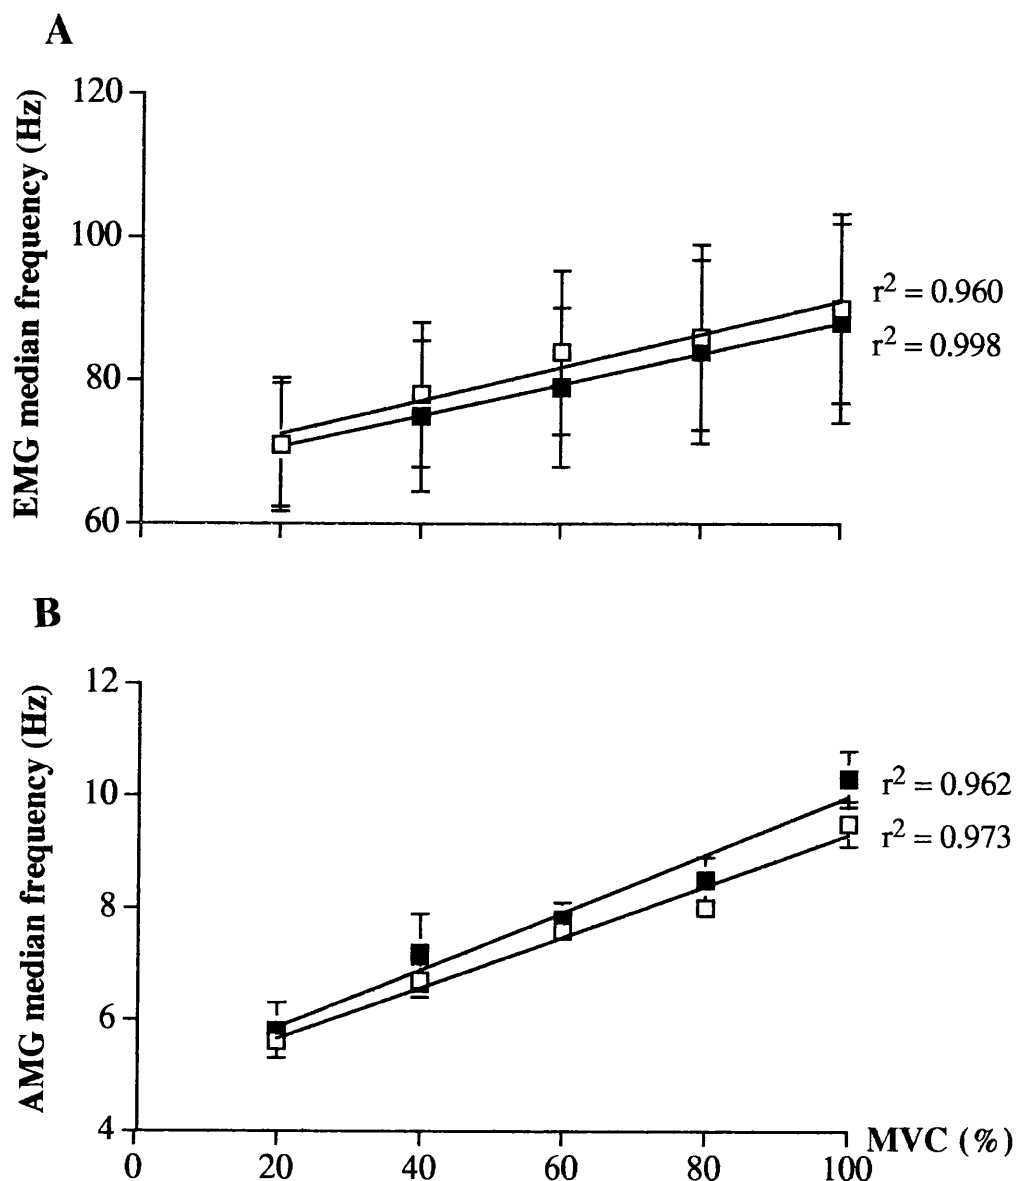 A
EMG median frequency (Hz)
120
100
80
60
r² = 0.960
r² = 0.998
B
AMG median frequency (Hz)
12
10
8
6
4
r² = 0.962
r² = 0.973
0 20 40 60 80 100
MVC (%)